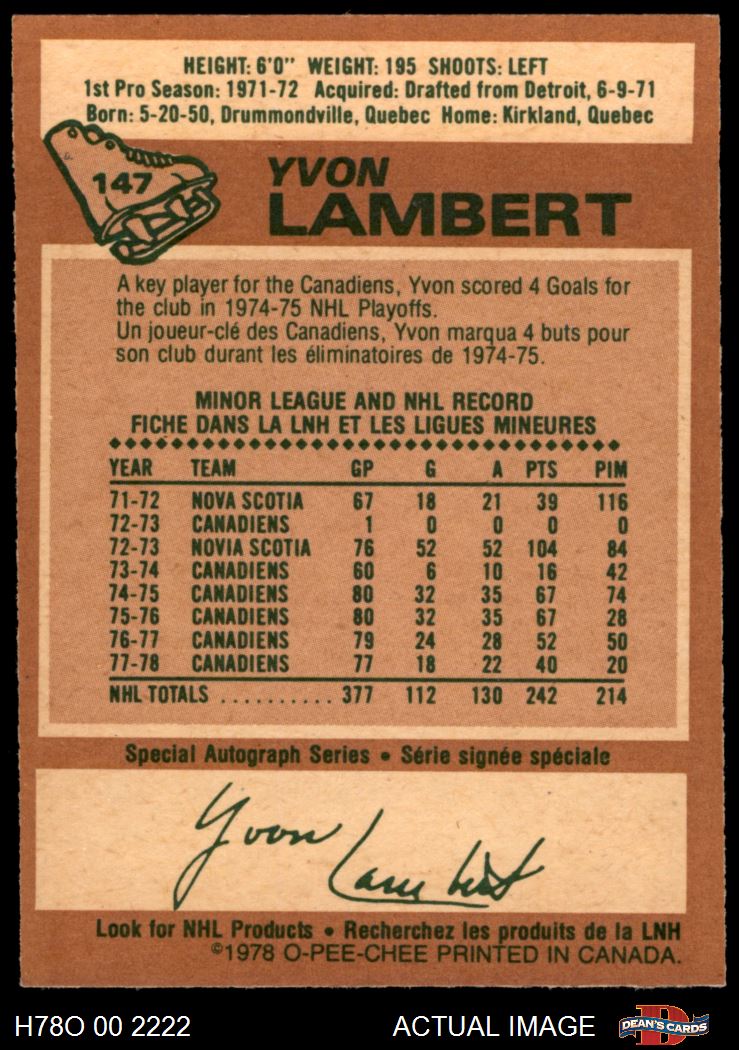 HEIGHT: 6'0" WEIGHT: 195 SHOOTS: LEFT
1st Pro Season: 1971-72 Acquired: Drafted from Detroit, 6-9-71
Born: 5-20-50, Drummondville, Quebec Home: Kirkland, Quebec
147
YVON
LAMBERT
A key player for the Canadiens, Yvon scored 4 Goals for
the club in 1974-75 NHL Playoffs.
Un joueur-clé des Canadiens, Yvon marqua 4 buts pour
son club durant les éliminatoires de 1974-75.
MINOR LEAGUE AND NHL RECORD
FICHE DANS LA LNH ET LES LIGUES MINEURES
YEAR TEAM GP G A PTS PIM
71-72 NOVA SCOTIA 67 18 21 39 116
72-73 CANADIENS 1 0 0 0 0
72-73 NOVIA SCOTIA 76 52 52 104 84
73-74 CANADIENS 60 6 10 16 42
74-75 CANADIENS 80 32 35 67 74
75-76 CANADIENS 80 32 35 67 28
76-77 CANADIENS 79 24 28 52 50
77-78 CANADIENS 77 18 22 40 20
NHL TOTALS .......... 377 112 130 242 214
Special Autograph Series • Série signée spéciale
Yvon Lambert
Look for NHL Products • Recherchez les produits de la LNH
©1978 O-PEE-CHEE PRINTED IN CANADA.
H78O 00 2222 ACTUAL IMAGE D DEAN'S CARDS